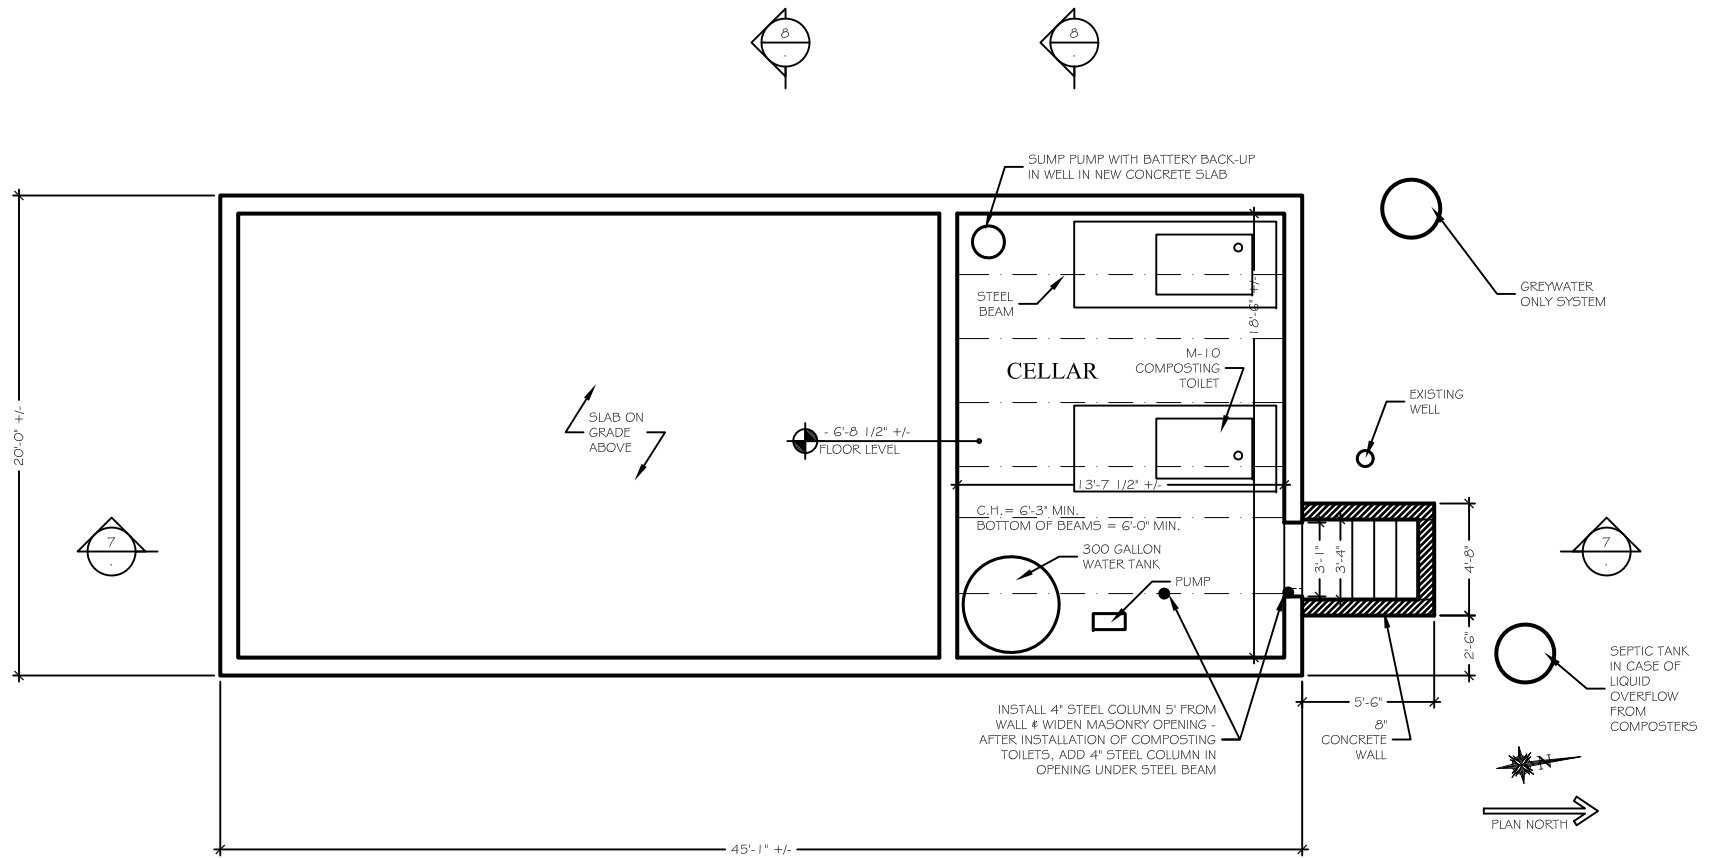 8
8
SUMP PUMP WITH BATTERY BACK-UP
IN WELL IN NEW CONCRETE SLAB
STEEL
BEAM
18'-6" +/-
GREYWATER
ONLY SYSTEM
M-10
COMPOSTING
TOILET
CELLAR
EXISTING
WELL
20'-0" +/-
SLAB ON
GRADE
ABOVE
- 6'-8 1/2" +/-
FLOOR LEVEL
13'-7 1/2" +/-
C.H.= 6'-3" MIN.
BOTTOM OF BEAMS = 6'-0" MIN.
7
7
300 GALLON
WATER TANK
PUMP
3'-1"
3'-4"
4'-8"
2'-6"
5'-6"
SEPTIC TANK
IN CASE OF
LIQUID
OVERFLOW
FROM
COMPOSTERS
INSTALL 4" STEEL COLUMN 5' FROM
WALL & WIDEN MASONRY OPENING -
AFTER INSTALLATION OF COMPOSTING
TOILETS, ADD 4" STEEL COLUMN IN
OPENING UNDER STEEL BEAM
8"
CONCRETE
WALL
N
PLAN NORTH
45'-1" +/-